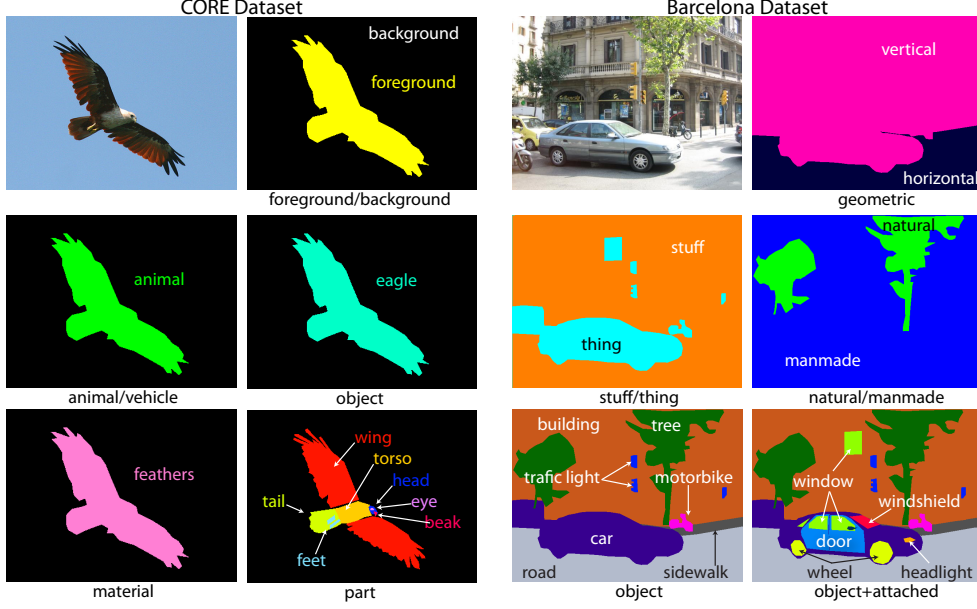 CORE Dataset
Barcelona Dataset
background
foreground
foreground/background
vertical
horizontal
geometric
animal
animal/vehicle
eagle
object
stuff
thing
stuff/thing
natural
manmade
natural/manmade
feathers
material
wing
torso
head
tail
eye
beak
feet
part
building
tree
trafic light
motorbike
car
road
sidewalk
object
window
windshield
door
wheel
headlight
object+attached